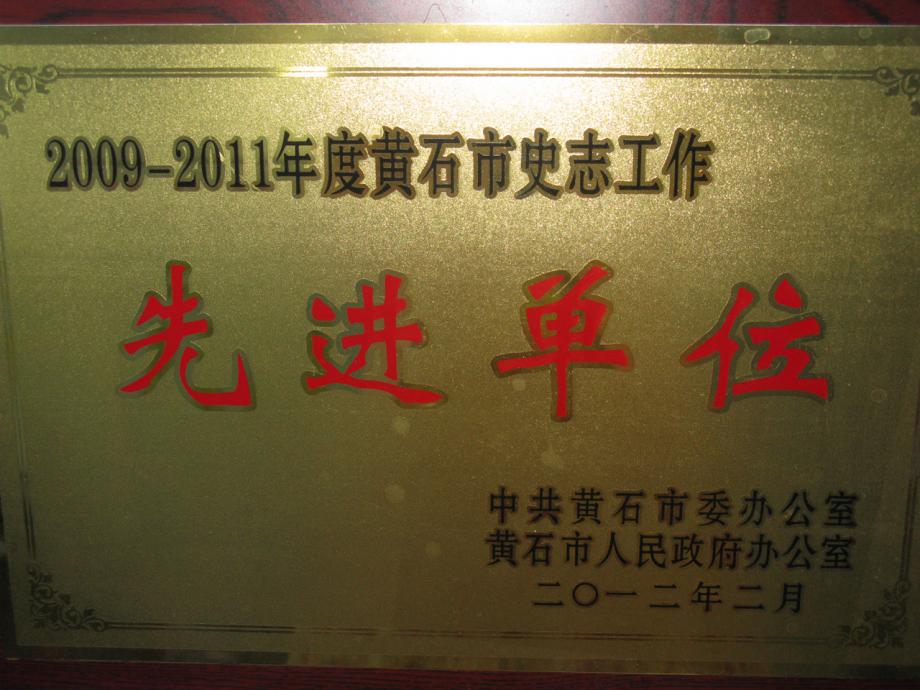 2009-2011年度黄石市史志工作
先进单位
中共黄石市委办公室
黄石市人民政府办公室
二〇一二年二月